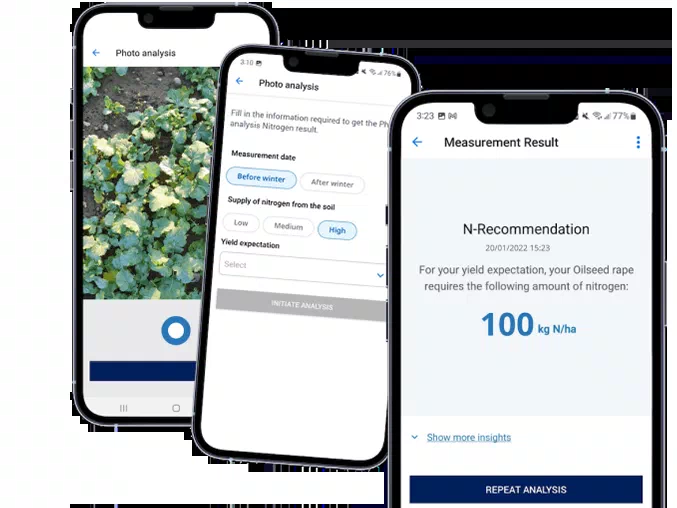 Photo analysis
3:10
76%
Photo analysis
Fill in the information required to get the Ph
analysis Nitrogen result.
Measurement date
Before winter
After winter
Supply of nitrogen from the soil
Low
Medium
High
Yield expectation
Select
INITIATE ANALYSIS
3:23
77%
Measurement Result
N-Recommendation
20/01/2022 15:23
For your yield expectation, your Oilseed rape
requires the following amount of nitrogen:
100 kg N/ha
Show more insights
REPEAT ANALYSIS